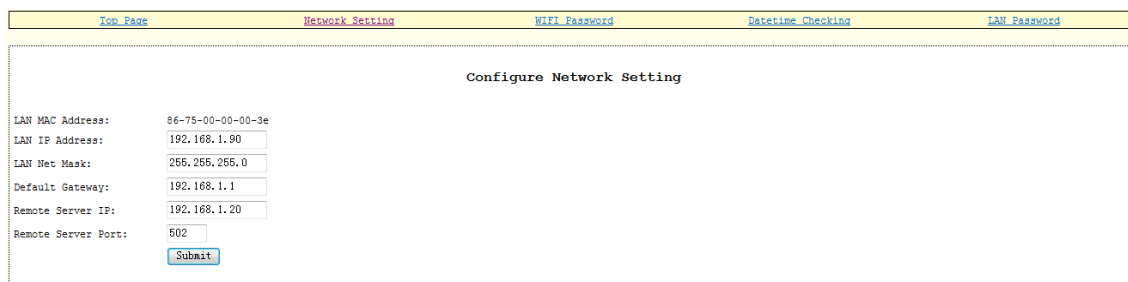 Top Page Network Setting WIFI Password Datetime Checking LAN Password
Configure Network Setting
LAN MAC Address: 86-75-00-00-00-3e
LAN IP Address: 192.168.1.90
LAN Net Mask: 255.255.255.0
Default Gateway: 192.168.1.1
Remote Server IP: 192.168.1.20
Remote Server Port: 502
Submit